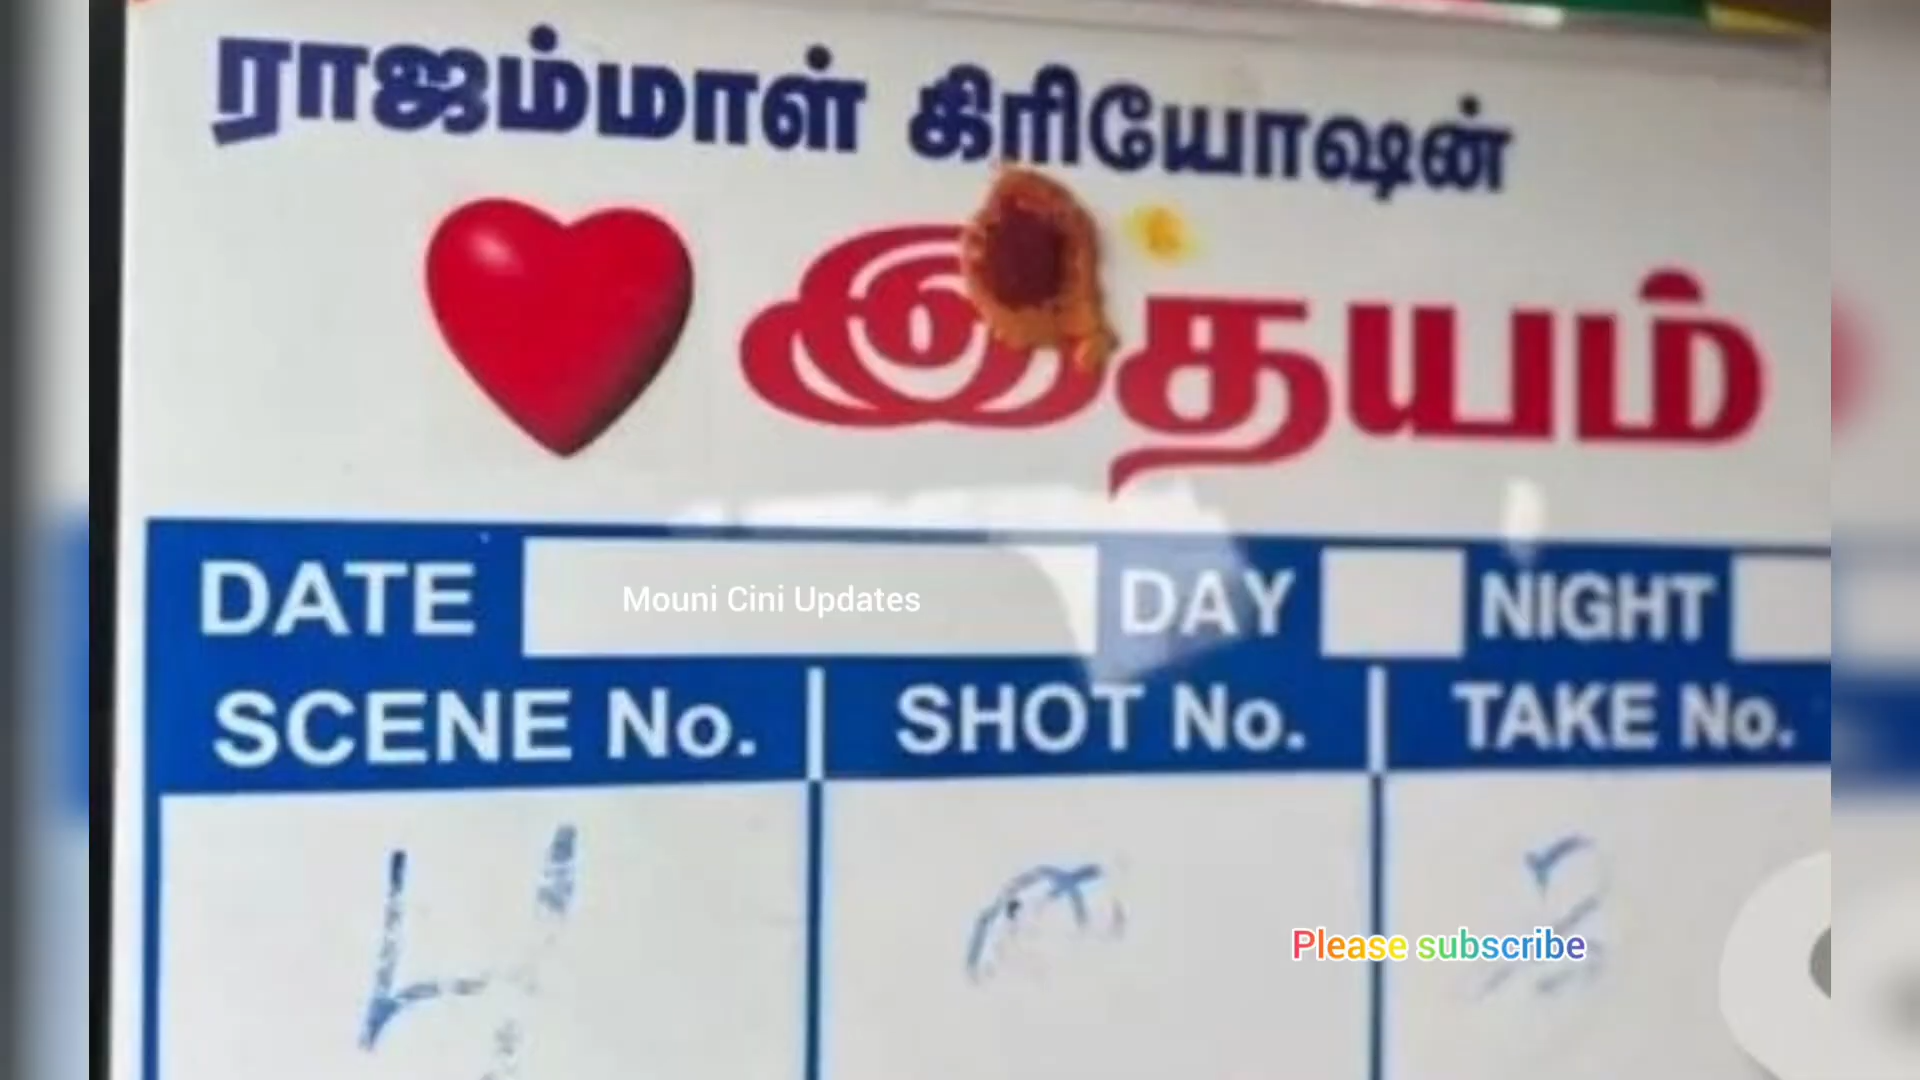 ராஜம்மாள் கிரியோஷன்
இதயம்
DATE Mouni Cini Updates DAY NIGHT
SCENE No. SHOT No. TAKE No.
Please subscribe